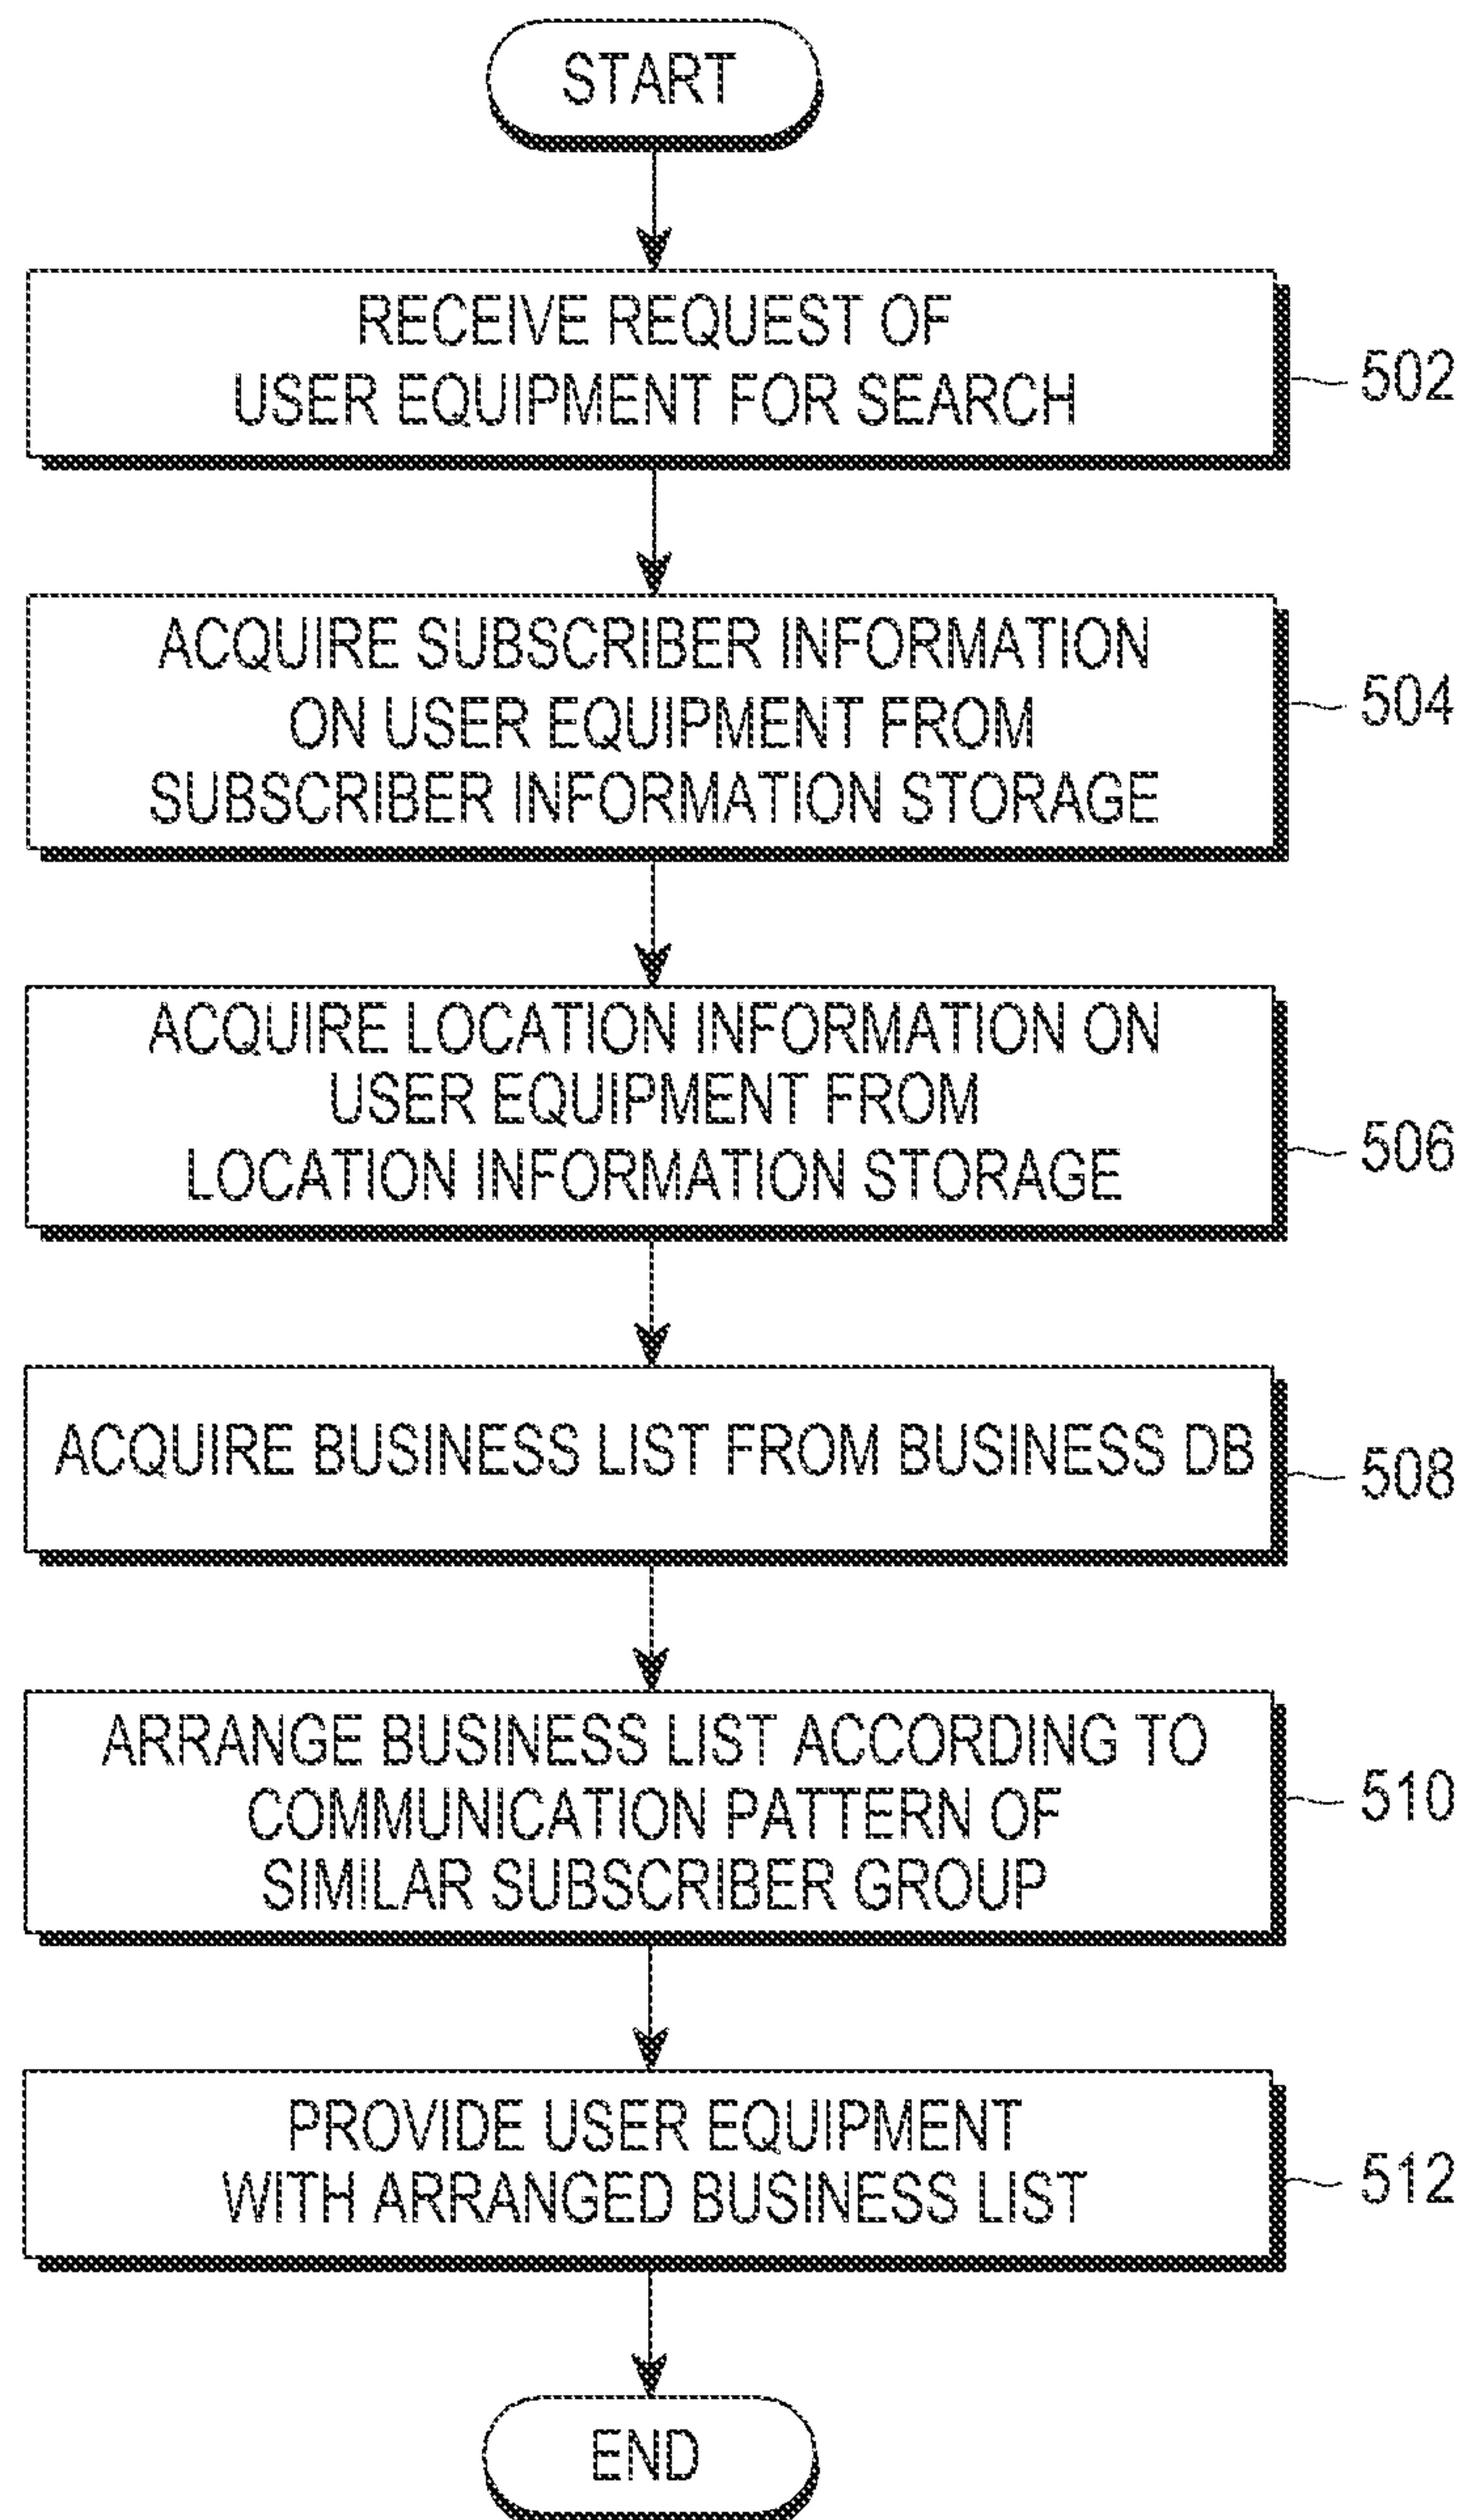 START
RECEIVE REQUEST OF
USER EQUIPMENT FOR SEARCH
502
ACQUIRE SUBSCRIBER INFORMATION
ON USER EQUIPMENT FROM
SUBSCRIBER INFORMATION STORAGE
504
ACQUIRE LOCATION INFORMATION ON
USER EQUIPMENT FROM
LOCATION INFORMATION STORAGE
506
ACQUIRE BUSINESS LIST FROM BUSINESS DB
508
ARRANGE BUSINESS LIST ACCORDING TO
COMMUNICATION PATTERN OF
SIMILAR SUBSCRIBER GROUP
510
PROVIDE USER EQUIPMENT
WITH ARRANGED BUSINESS LIST
512
END